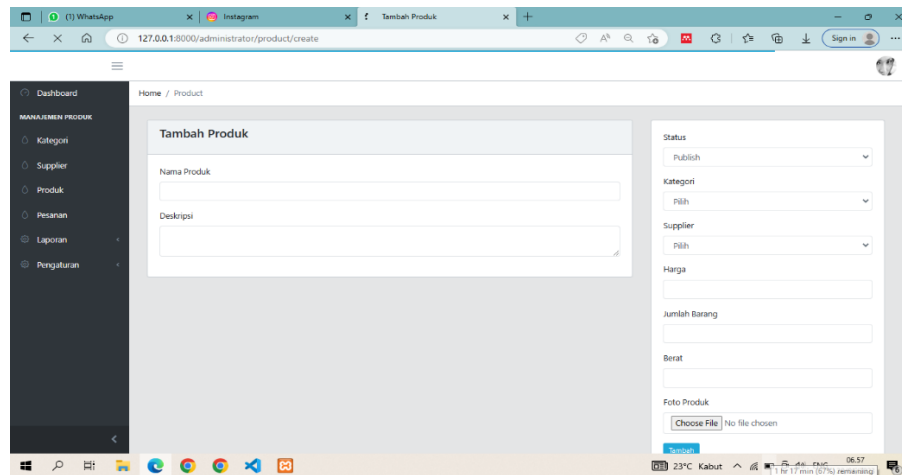 (1) WhatsApp
Instagram
Tambah Produk
127.0.0.1:8000/administrator/product/create
Sign in
Dashboard
Home / Product
MANAJEMEN PRODUK
Kategori
Supplier
Produk
Pesanan
Laporan
Pengaturan
Tambah Produk
Nama Produk
Deskripsi
Status
Publish
Kategori
Pilih
Supplier
Pilih
Harga
Jumlah Barang
Berat
Foto Produk
Choose File No file chosen
Tambah
23°C Kabut
06.57
1 hr 17 min (67%) remaining